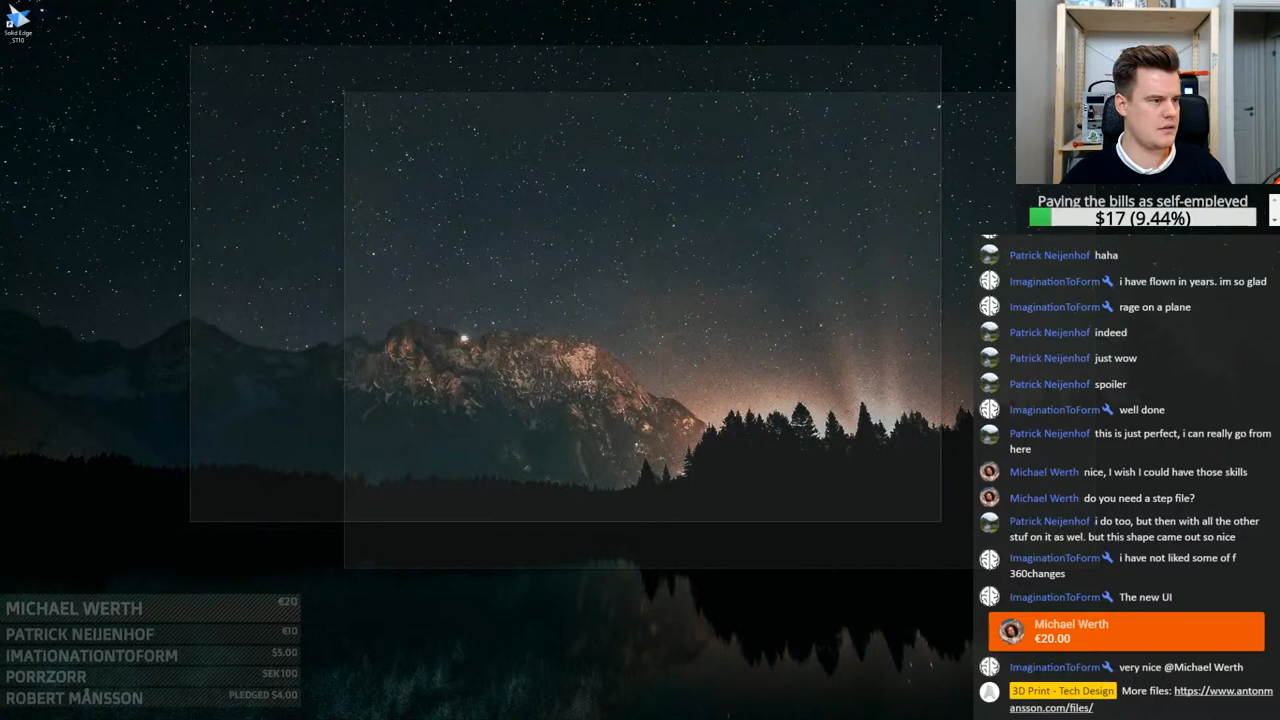 Solid Edge
ST10
Paying the bills as self-employed
$17 (9.44%)
Patrick Neijenhof haha
ImaginationToForm i have flown in years. im so glad
ImaginationToForm rage on a plane
Patrick Neijenhof indeed
Patrick Neijenhof just wow
Patrick Neijenhof spoiler
ImaginationToForm well done
Patrick Neijenhof this is just perfect, i can really go from
here
Michael Werth nice, I wish I could have those skills
Michael Werth do you need a step file?
Patrick Neijenhof i do too, but then with all the other
stuf on it as wel. but this shape came out so nice
ImaginationToForm i have not liked some of f
360changes
ImaginationToForm The new UI
Michael Werth
€20.00
ImaginationToForm very nice @Michael Werth
3D Print - Tech Design More files: https://www.antonm
ansson.com/files/
MICHAEL WERTH €20
PATRICK NEIJENHOF €10
IMATIONATIONTOFORM $5.00
PORRZORR SEK100
ROBERT MÅNSSON PLEDGED $4.00